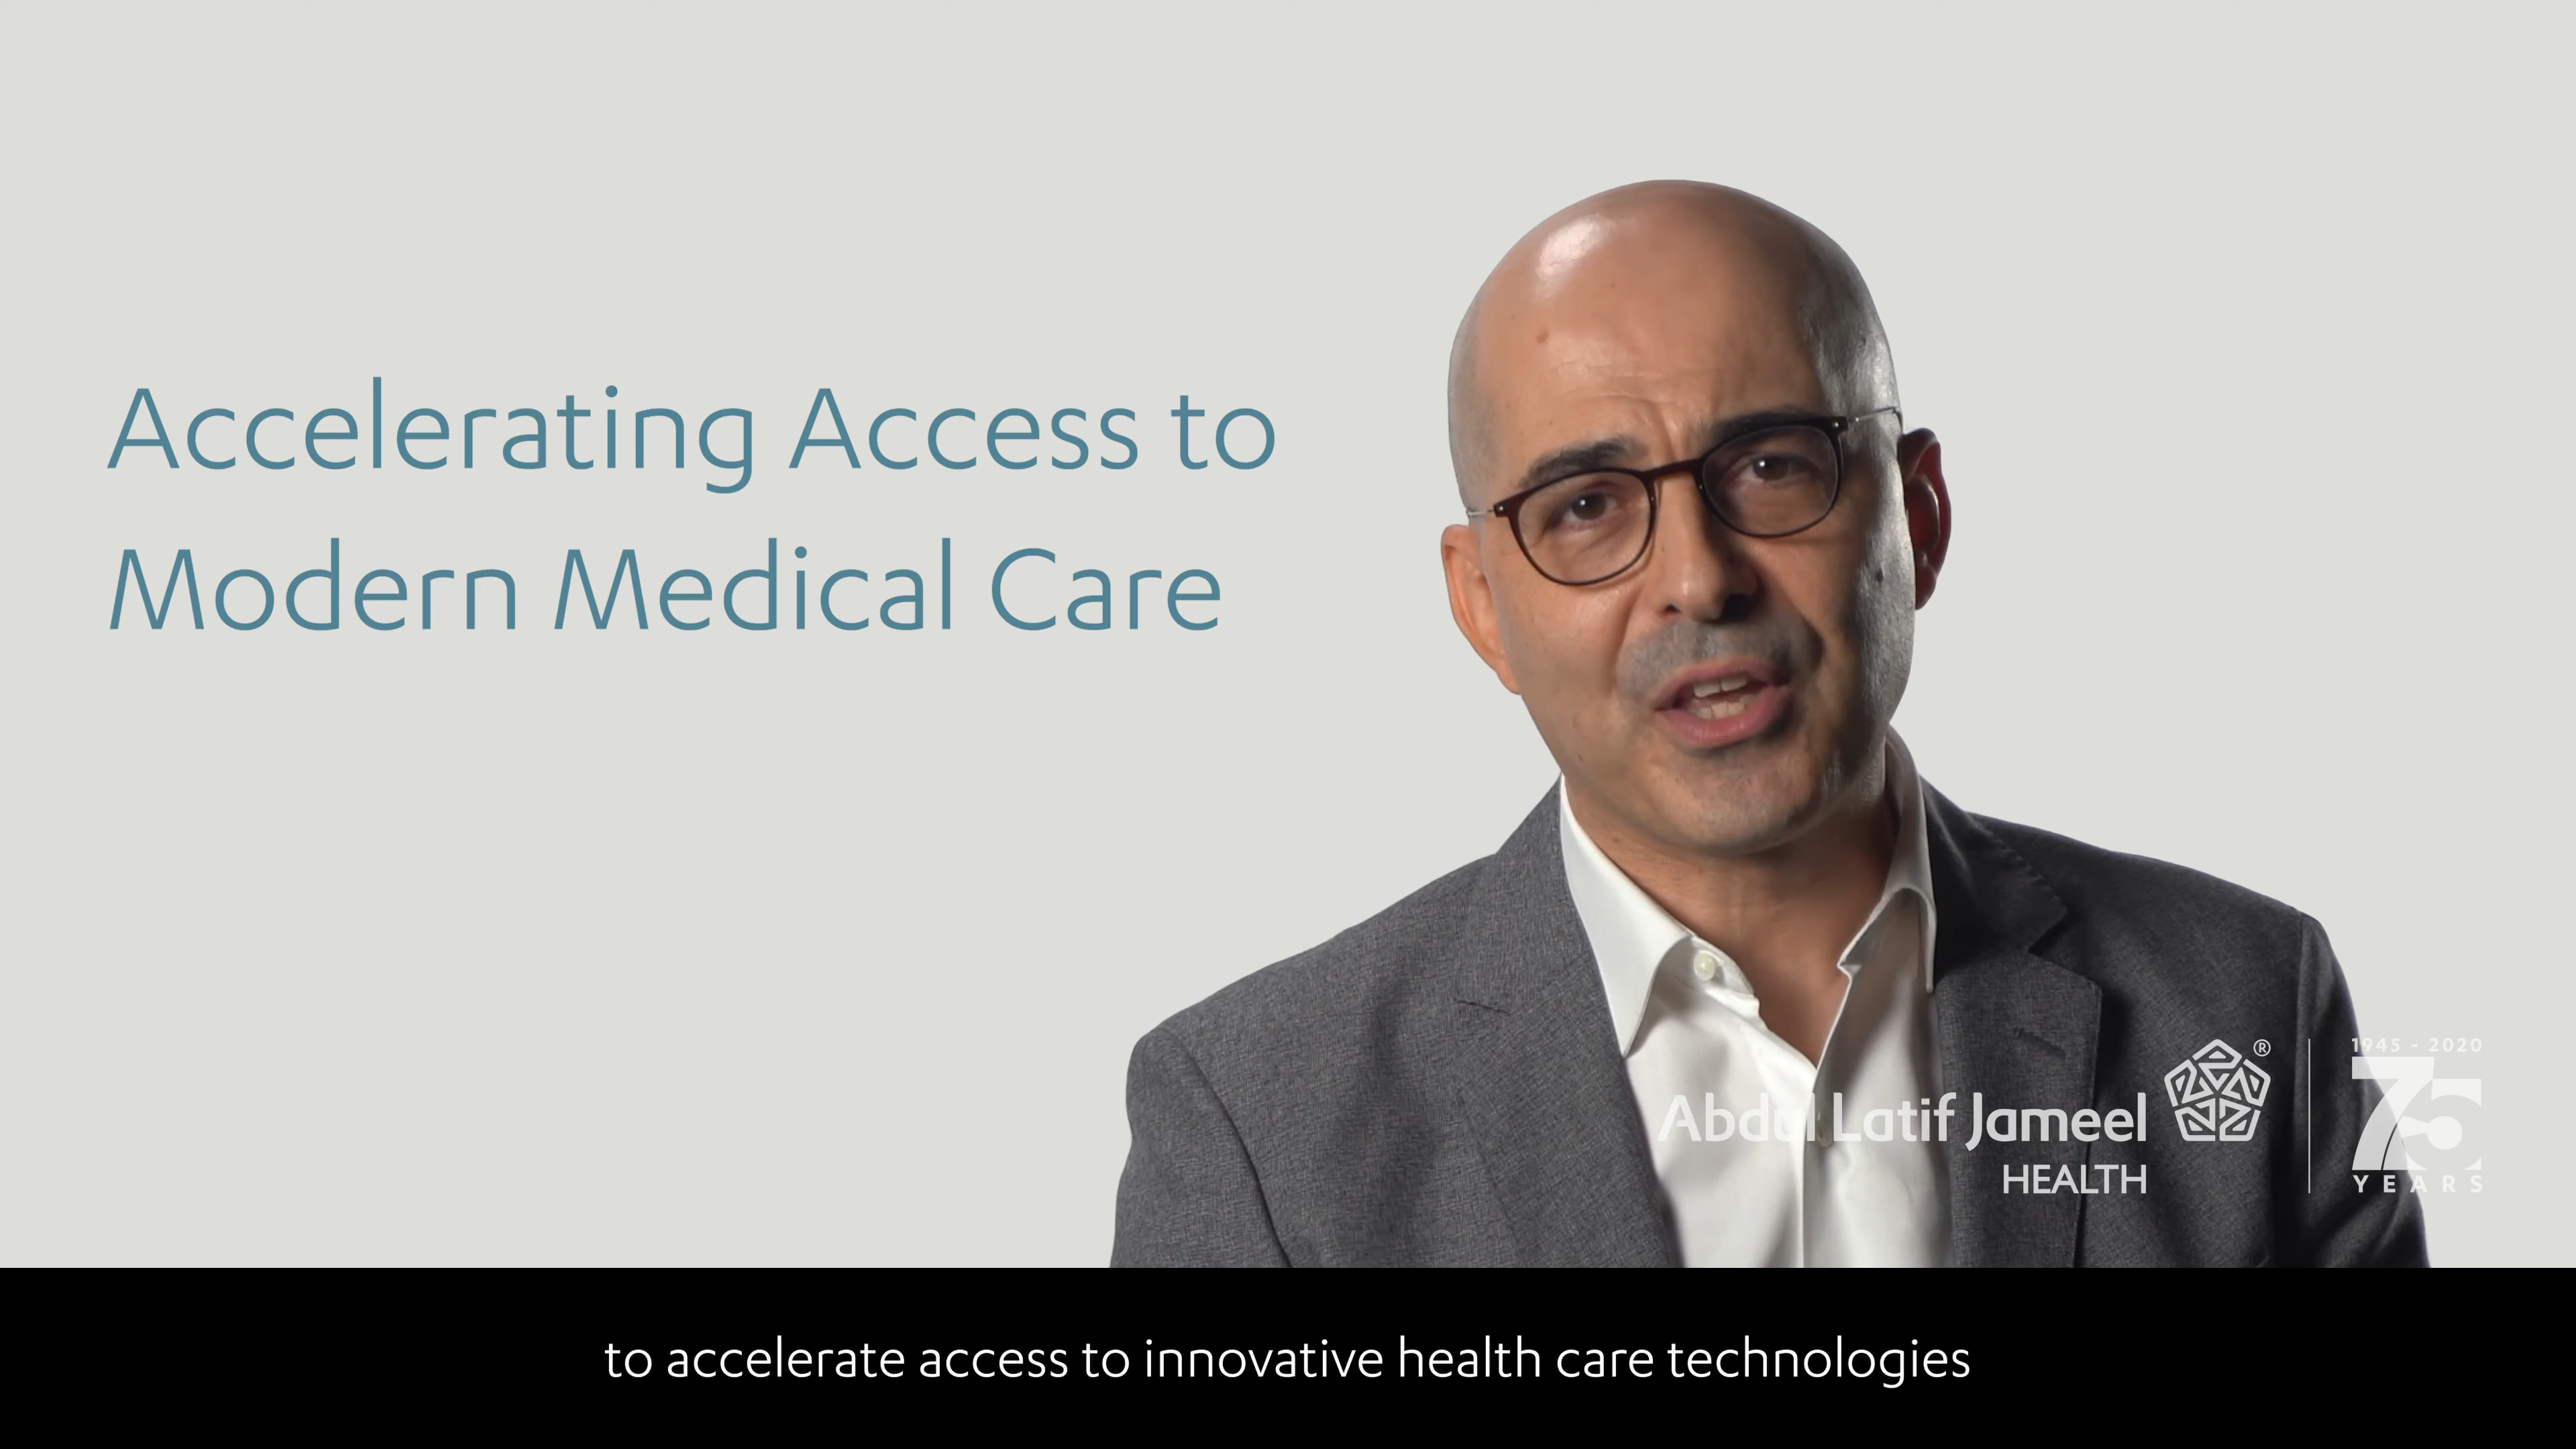 Accelerating Access to
Modern Medical Care
1945 - 2020
Abdul Latif Jameel ®
75
HEALTH
YEARS
to accelerate access to innovative health care technologies